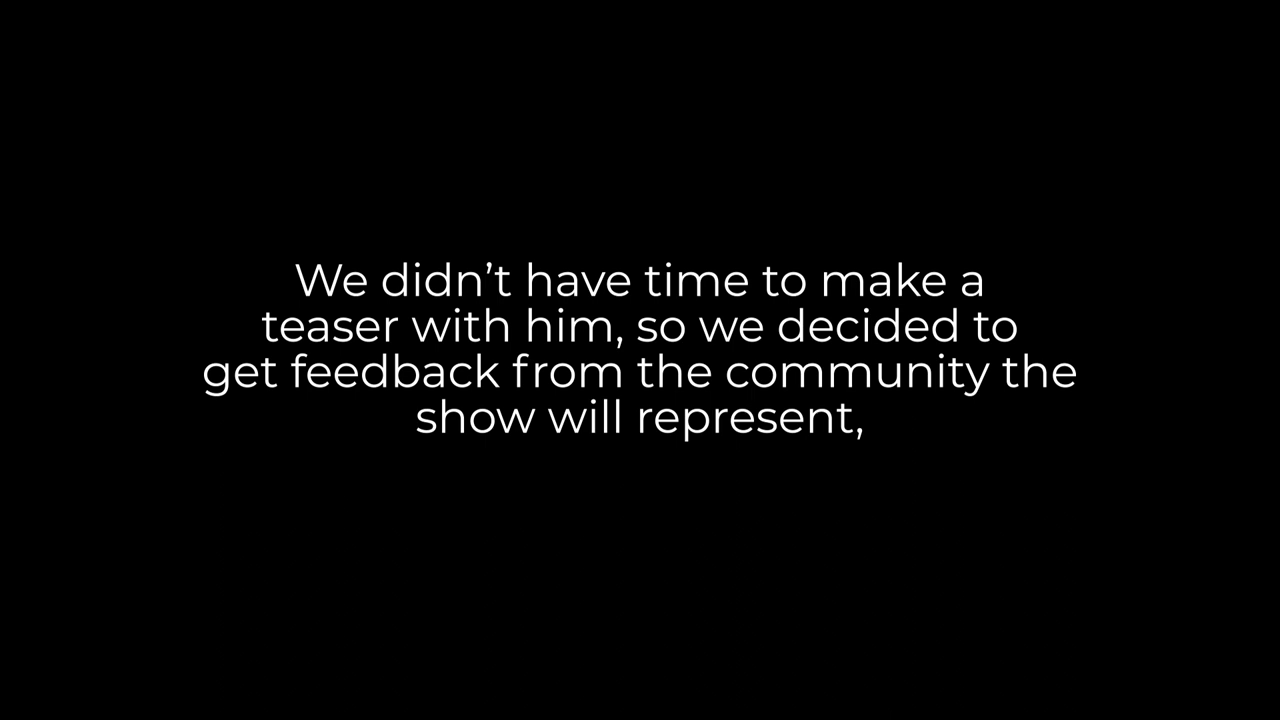 We didn’t have time to make a
teaser with him, so we decided to
get feedback from the community the
show will represent,